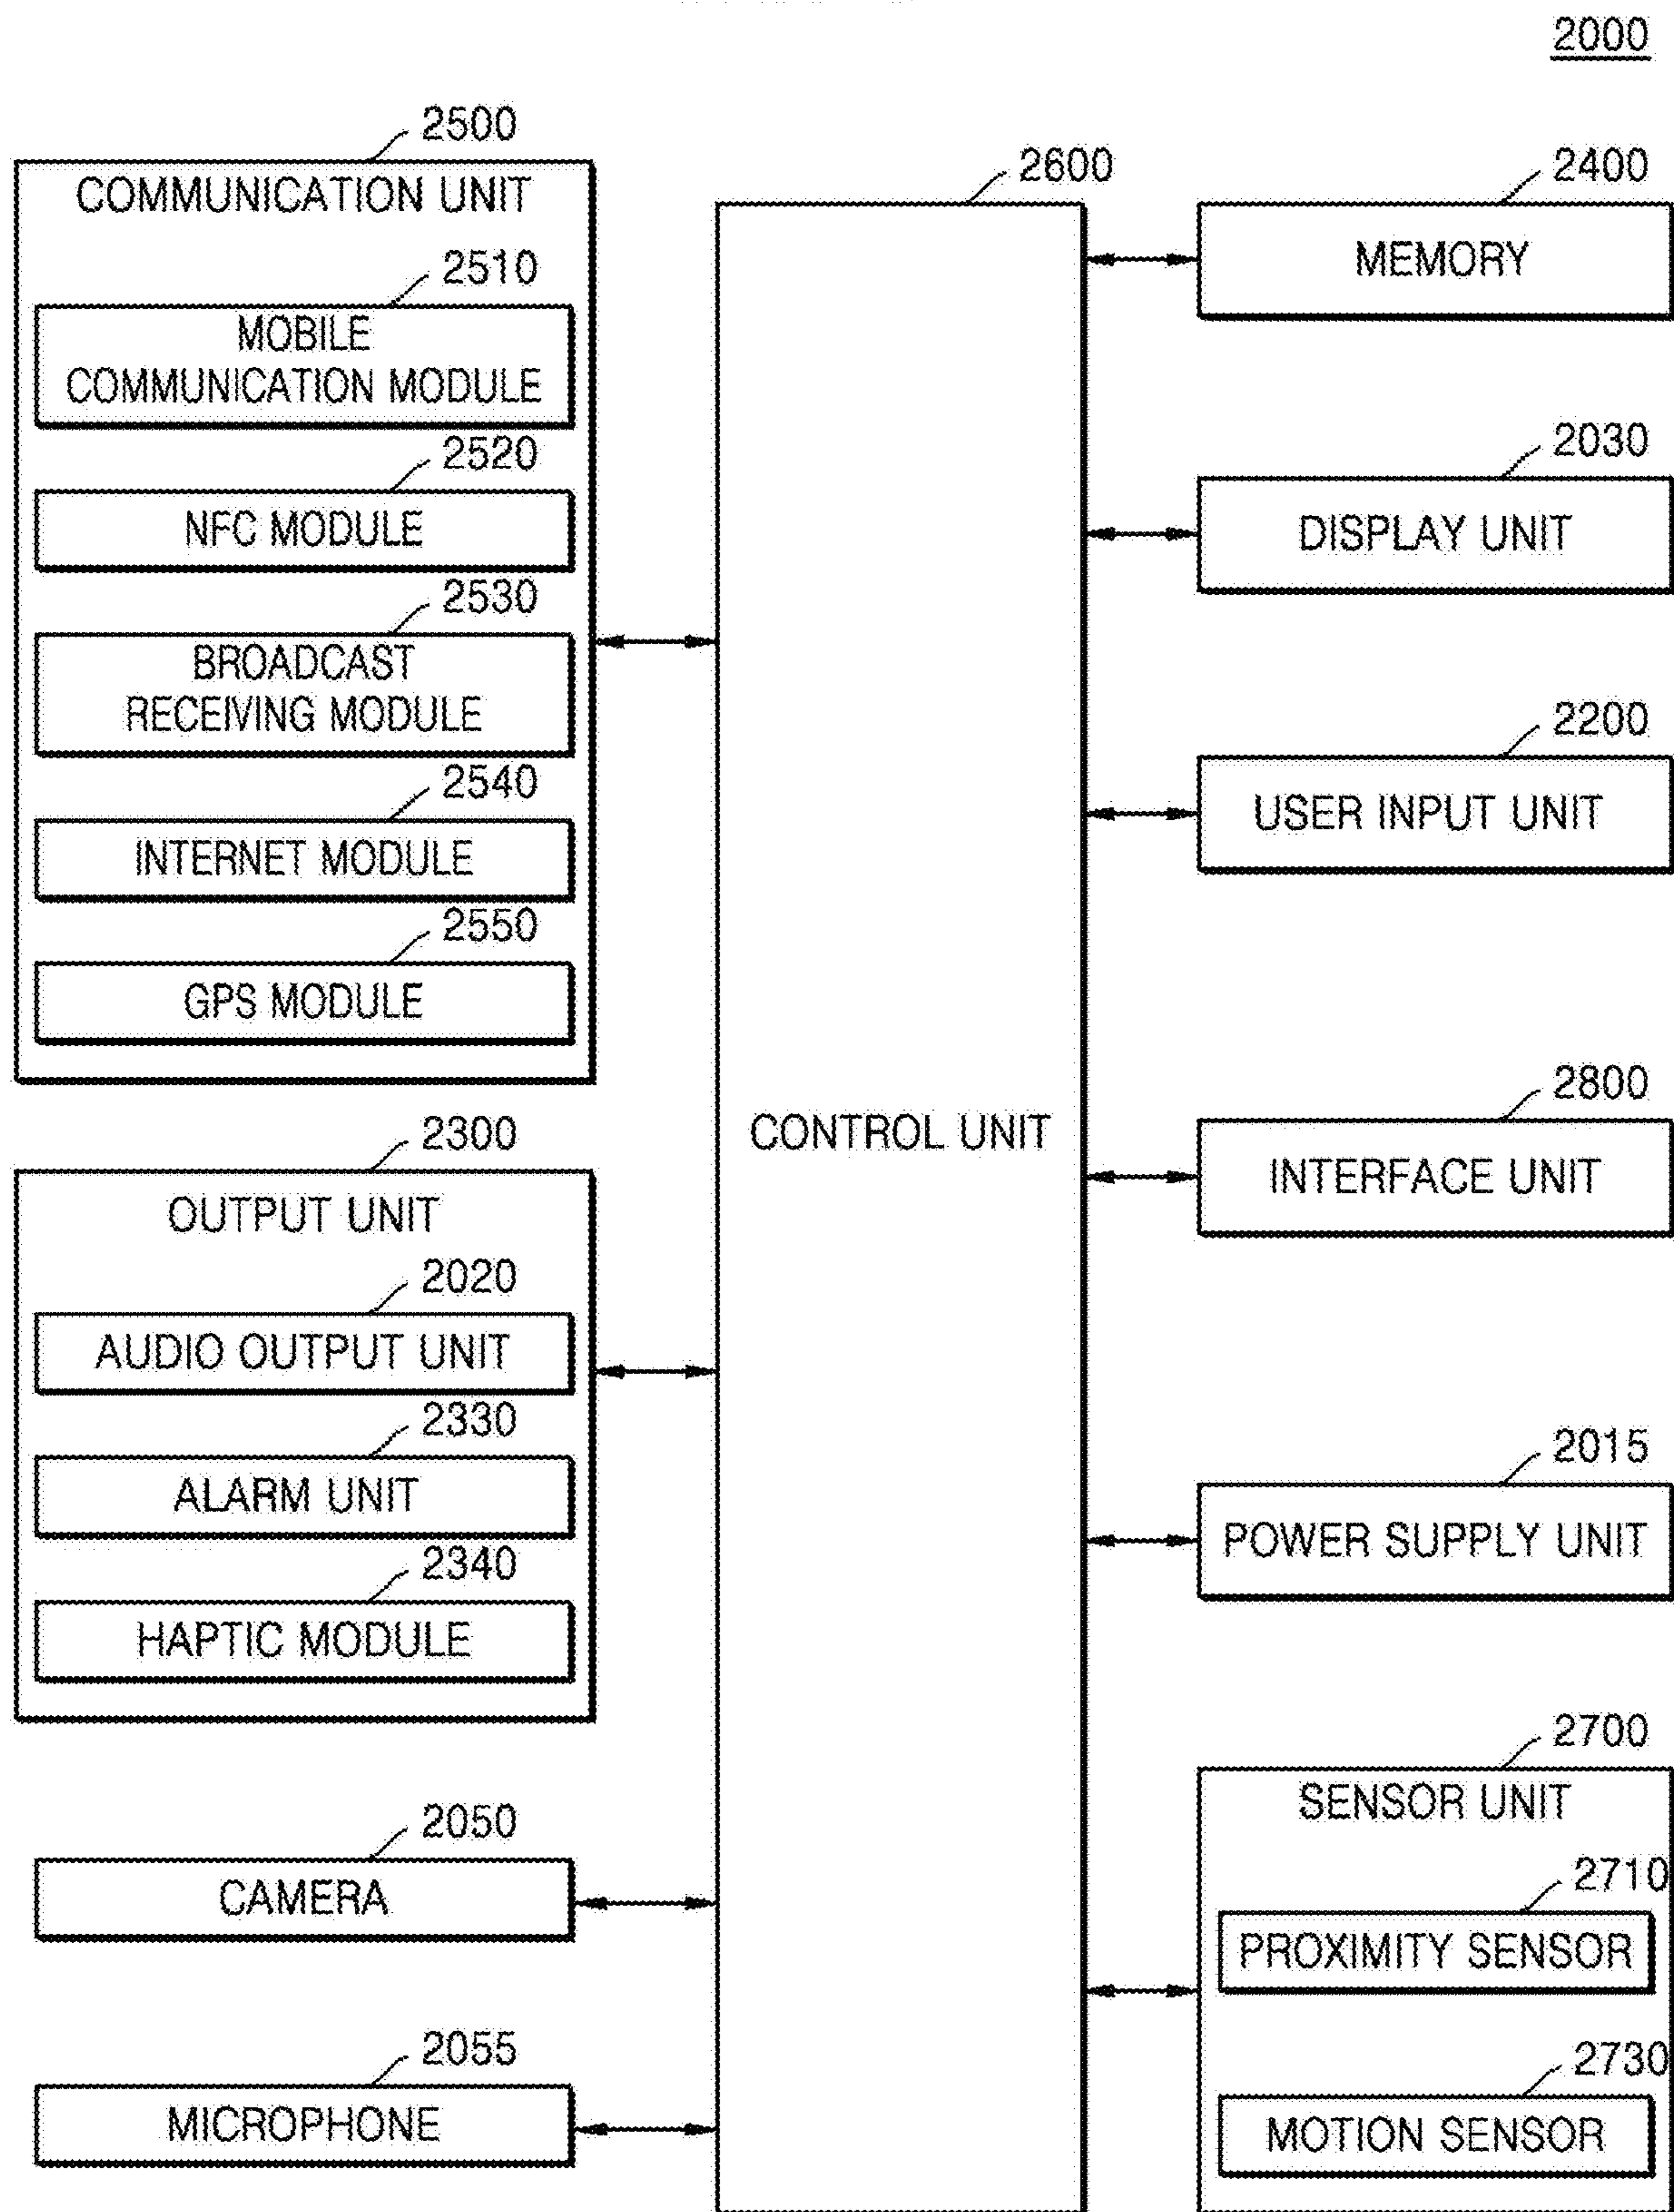 2000
2500
COMMUNICATION UNIT
2510
MOBILE
COMMUNICATION MODULE
2520
NFC MODULE
2530
BROADCAST
RECEIVING MODULE
2540
INTERNET MODULE
2550
GPS MODULE
2300
OUTPUT UNIT
2020
AUDIO OUTPUT UNIT
2330
ALARM UNIT
2340
HAPTIC MODULE
2050
CAMERA
2055
MICROPHONE
2600
CONTROL UNIT
2400
MEMORY
2030
DISPLAY UNIT
2200
USER INPUT UNIT
2800
INTERFACE UNIT
2015
POWER SUPPLY UNIT
2700
SENSOR UNIT
2710
PROXIMITY SENSOR
2730
MOTION SENSOR